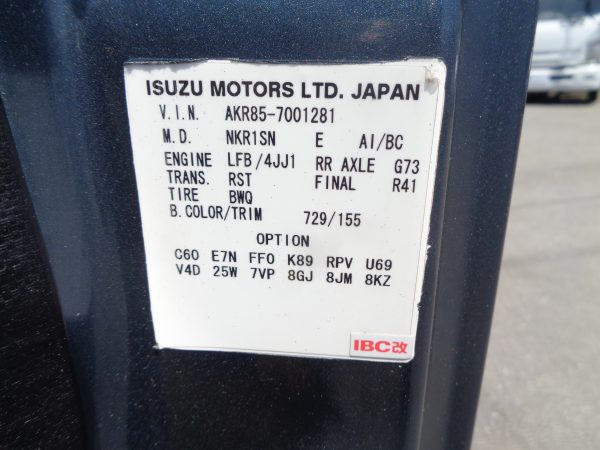 ISUZU MOTORS LTD. JAPAN
V.I.N. AKR85-7001281
M.D. NKR1SN E AI/BC
ENGINE LFB/4JJ1 RR AXLE G73
TRANS. RST FINAL R41
TIRE BWQ
B.COLOR/TRIM 729/155
OPTION
C60 E7N FF0 K89 RPV U69
V4D 25W 7VP 8GJ 8JM 8KZ
IBC改